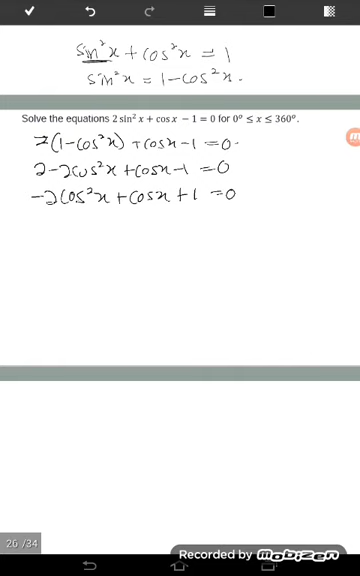 sin²x + cos²x = 1
sin²x = 1 − cos²x.
Solve the equations 2 sin² x + cos x − 1 = 0 for 0° ≤ x ≤ 360°.
2(1−cos²x) + cosx −1 = 0.
2 − 2cos²x + cosx −1 = 0
−2cos²x + cosx + 1 = 0
26 /34
Recorded by Mobizen